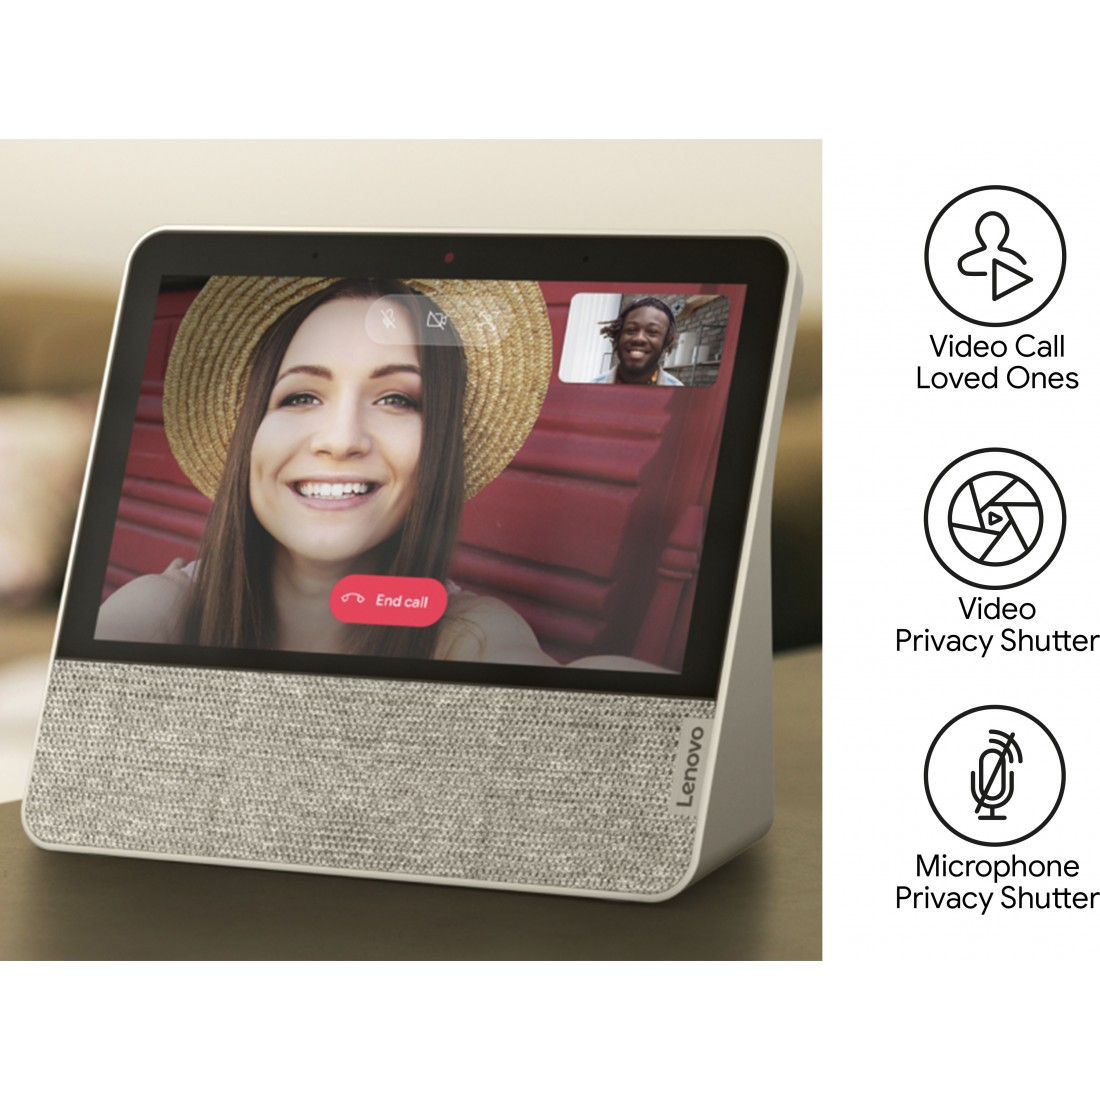 End call
Lenovo
Video Call
Loved Ones
Video
Privacy Shutter
Microphone
Privacy Shutter